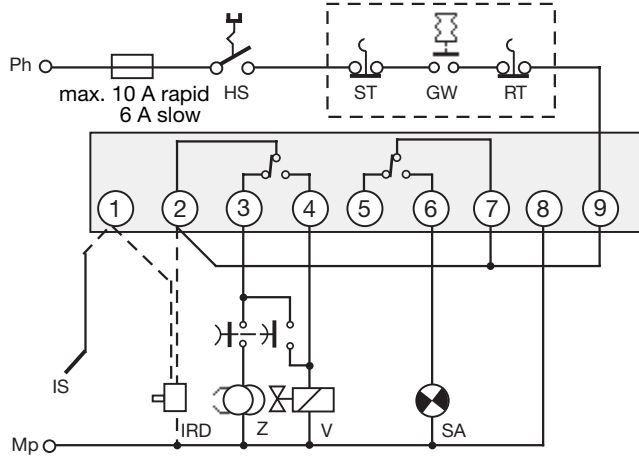 Ph
max. 10 A rapid
6 A slow
HS
ST
GW
RT
1 2 3 4 5 6 7 8 9
IS
IRD
Z
V
SA
Mp